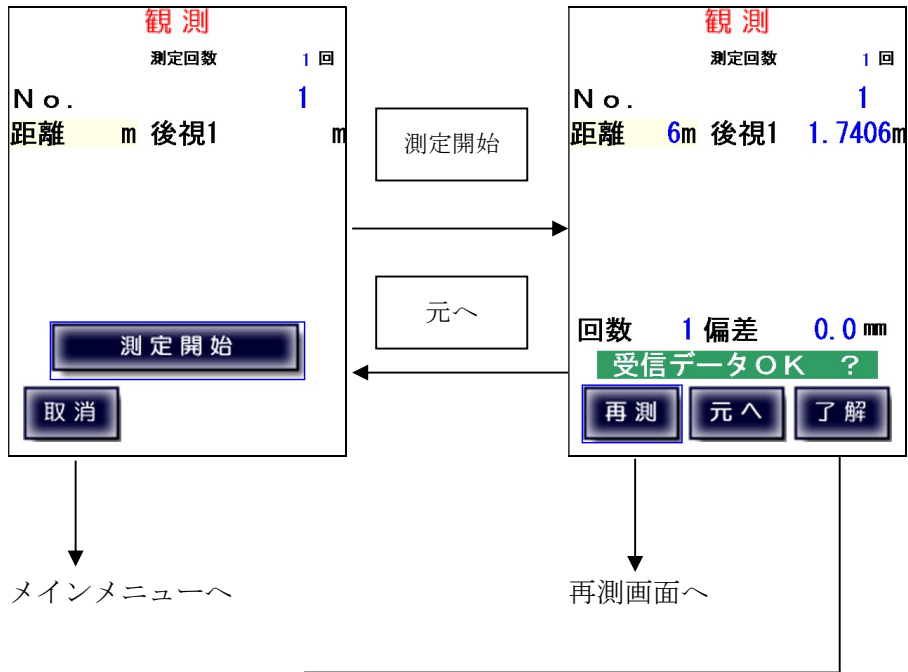 観測
測定回数 1 回
No. 1
距離 m 後視1 m
測定開始
取消
メインメニューへ
測定開始
元へ
観測
測定回数 1 回
No. 1
距離 6m 後視1 1.7406m
回数 1 偏差 0.0 mm
受信データOK ?
再測 元へ 了解
再測画面へ